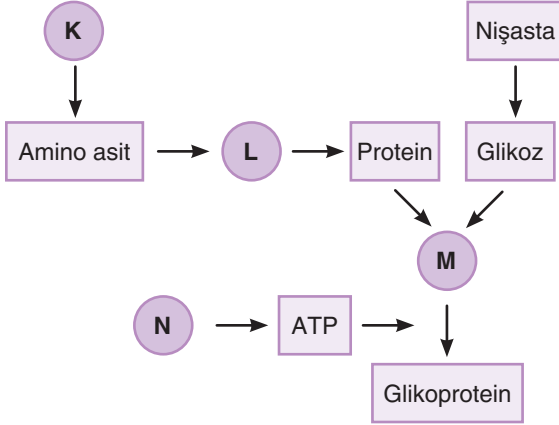 K
Nişasta
Amino asit
L
Protein
Glikoz
M
N
ATP
Glikoprotein